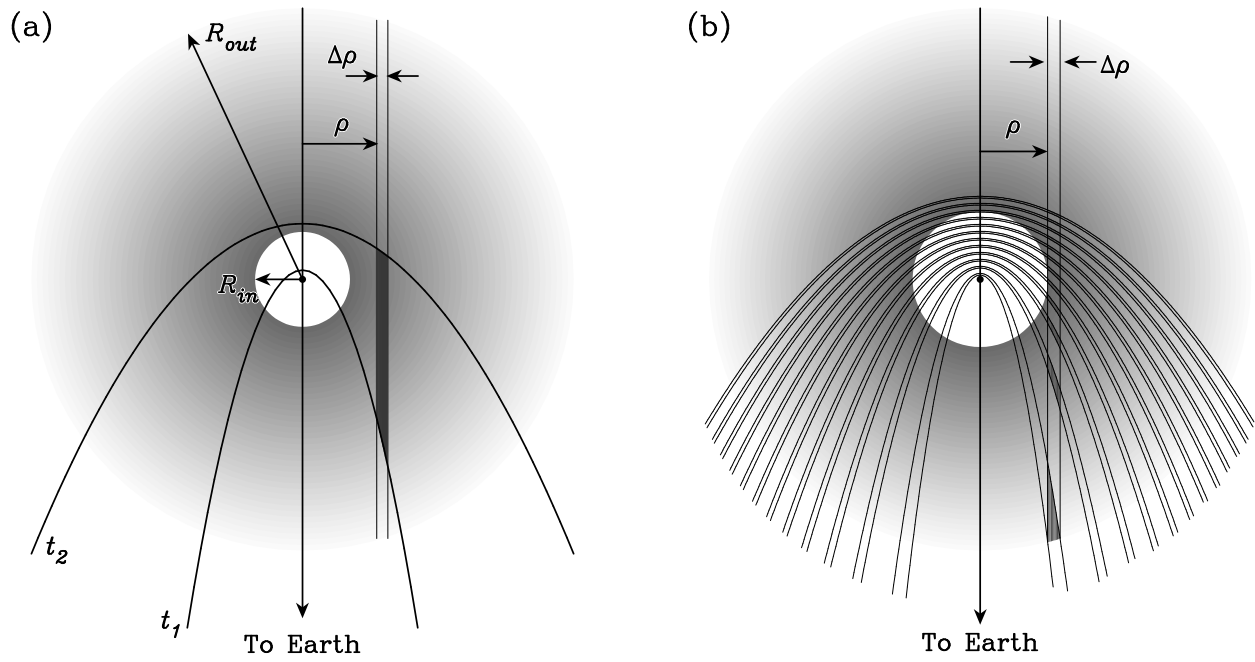 (a)
R_out
Δρ
ρ
R_in
t_2
t_1
To Earth
(b)
Δρ
ρ
To Earth